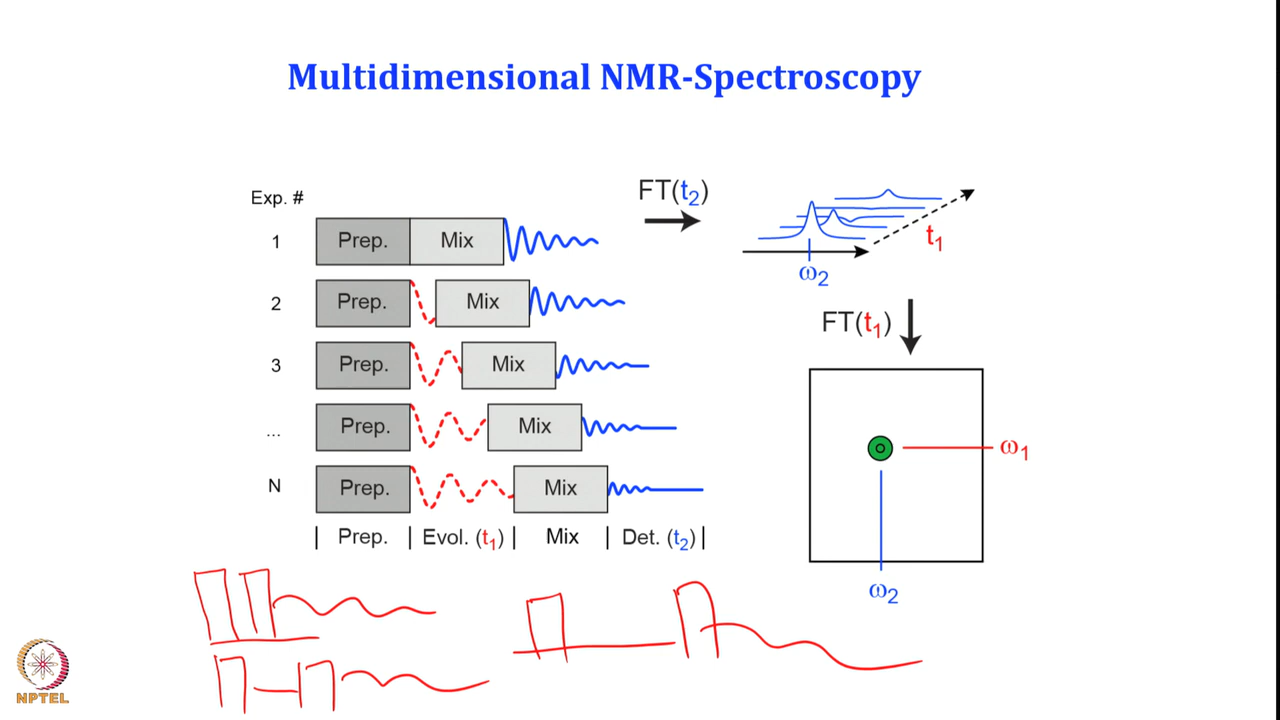 Multidimensional NMR-Spectroscopy
Exp. #
1 Prep. Mix
2 Prep. Mix
3 Prep. Mix
... Prep. Mix
N Prep. Mix
| Prep. | Evol. (t₁) | Mix | Det. (t₂) |
FT(t₂)
t₁
ω₂
FT(t₁)
ω₁
ω₂
NPTEL